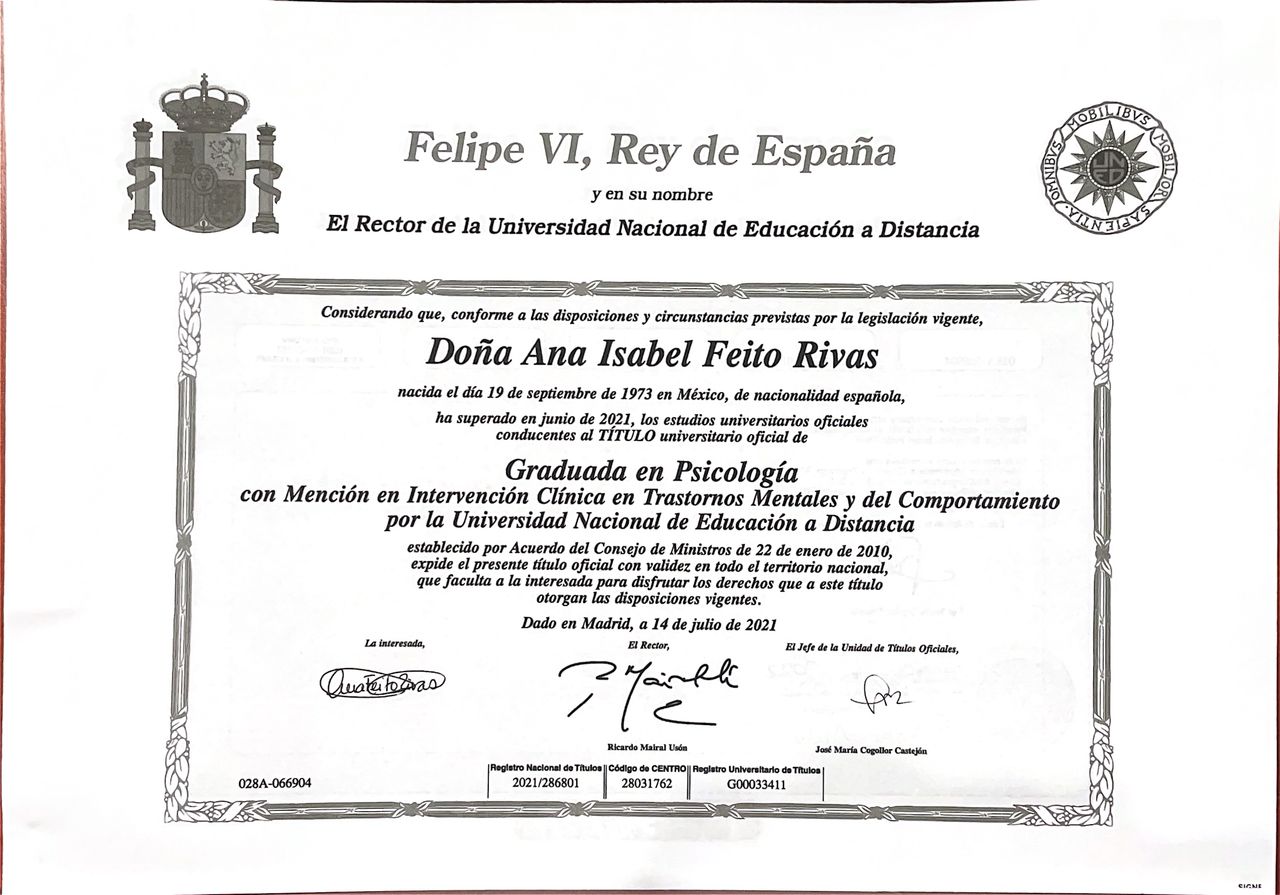 Felipe VI, Rey de España
y en su nombre
El Rector de la Universidad Nacional de Educación a Distancia
OMNIBVS MOBILIBVS MOBILIOR SAPIENTIA
UNED
Considerando que, conforme a las disposiciones y circunstancias previstas por la legislación vigente,
Doña Ana Isabel Feito Rivas
nacida el día 19 de septiembre de 1973 en México, de nacionalidad española,
ha superado en junio de 2021, los estudios universitarios oficiales
conducentes al TÍTULO universitario oficial de
Graduada en Psicología
con Mención en Intervención Clínica en Trastornos Mentales y del Comportamiento
por la Universidad Nacional de Educación a Distancia
establecido por Acuerdo del Consejo de Ministros de 22 de enero de 2010,
expide el presente título oficial con validez en todo el territorio nacional,
que faculta a la interesada para disfrutar los derechos que a este título
otorgan las disposiciones vigentes.
Dado en Madrid, a 14 de julio de 2021
La interesada,
El Rector,
El Jefe de la Unidad de Títulos Oficiales,
Ana Feito Rivas
Ricardo Mairal Usón
José María Cogollor Castejón
028A-066904
Registro Nacional de Títulos
2021/286801
Código de CENTRO
28031762
Registro Universitario de Títulos
G00033411